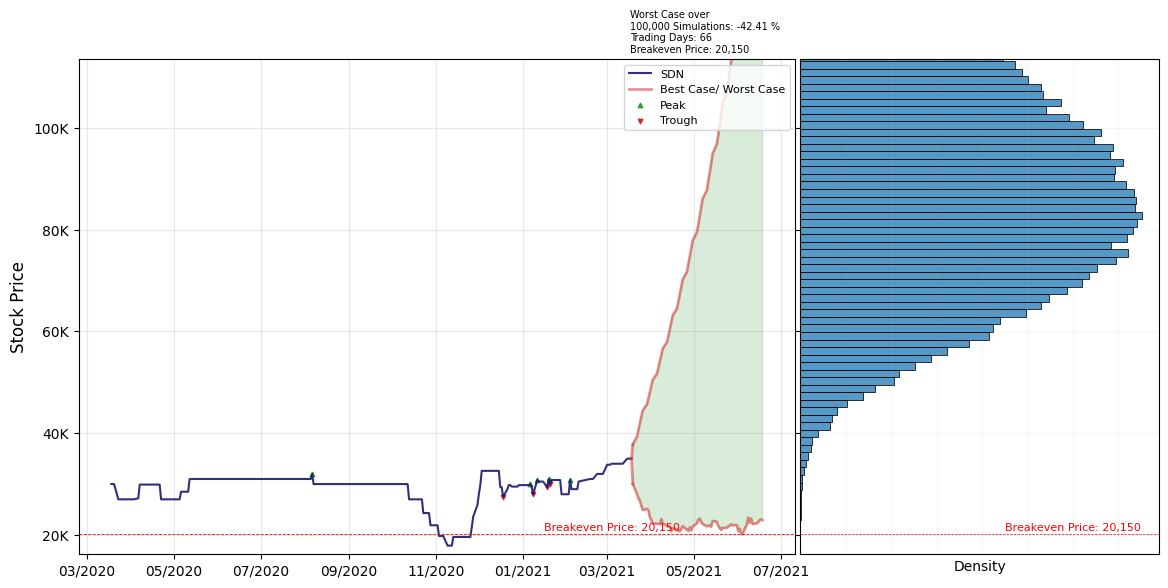 Worst Case over
100,000 Simulations: -42.41 %
Trading Days: 66
Breakeven Price: 20,150
SDN
Best Case/ Worst Case
Peak
Trough
Stock Price
100K
80K
60K
40K
20K
Breakeven Price: 20,150
Breakeven Price: 20,150
03/2020
05/2020
07/2020
09/2020
11/2020
01/2021
03/2021
05/2021
07/2021
Density